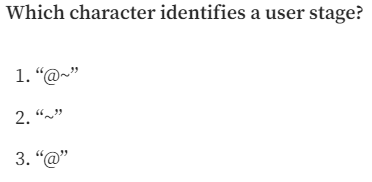 Which character identifies a user stage?
1. “@~”
2. “~”
3. “@”